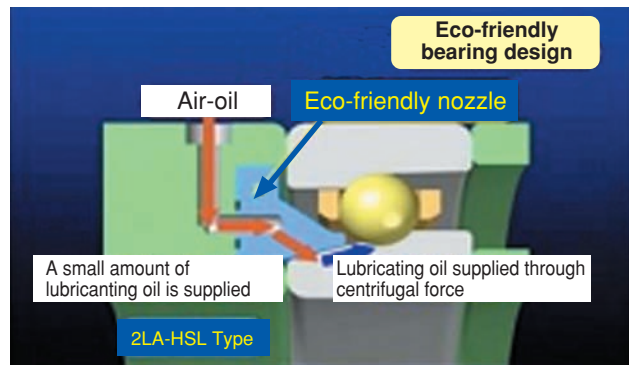 Eco-friendly
bearing design
Air-oil
Eco-friendly nozzle
A small amount of
lubricanting oil is supplied
Lubricating oil supplied through
centrifugal force
2LA-HSL Type